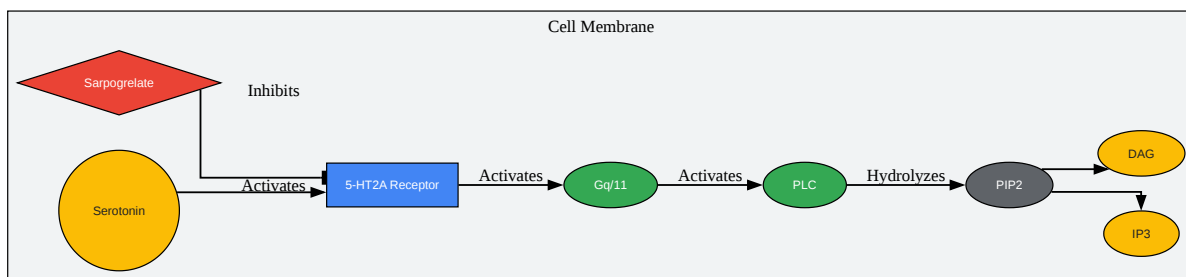 Cell Membrane
Sarpogrelate
Inhibits
Serotonin
Activates
5-HT2A Receptor
Activates
Gq/11
Activates
PLC
Hydrolyzes
PIP2
DAG
IP3